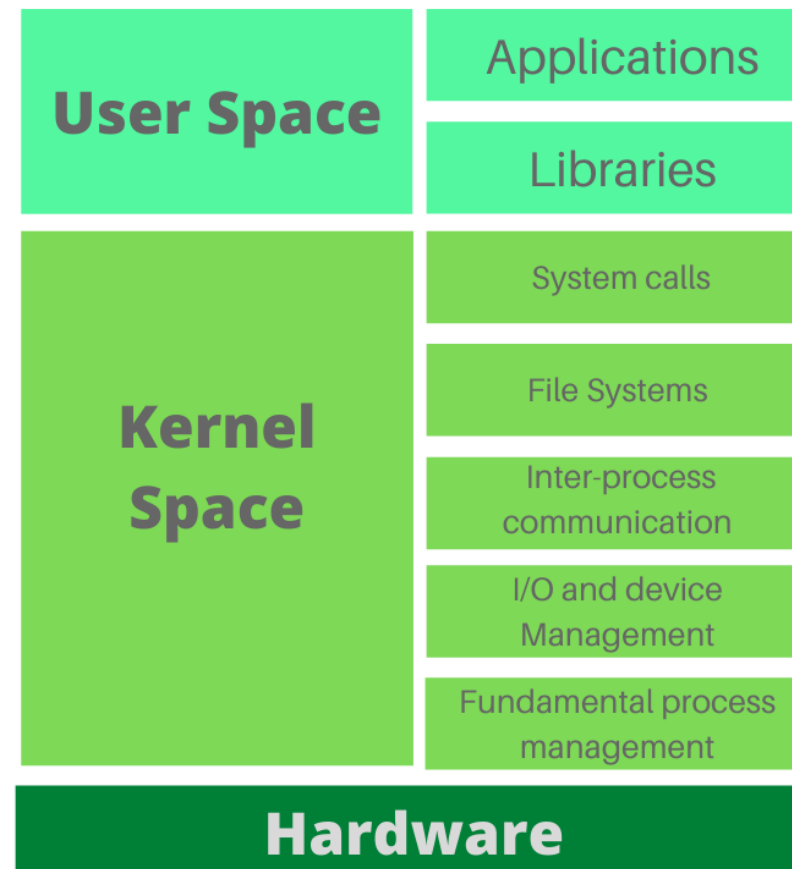 User Space
Applications
Libraries
Kernel
Space
System calls
File Systems
Inter-process
communication
I/O and device
Management
Fundamental process
management
Hardware